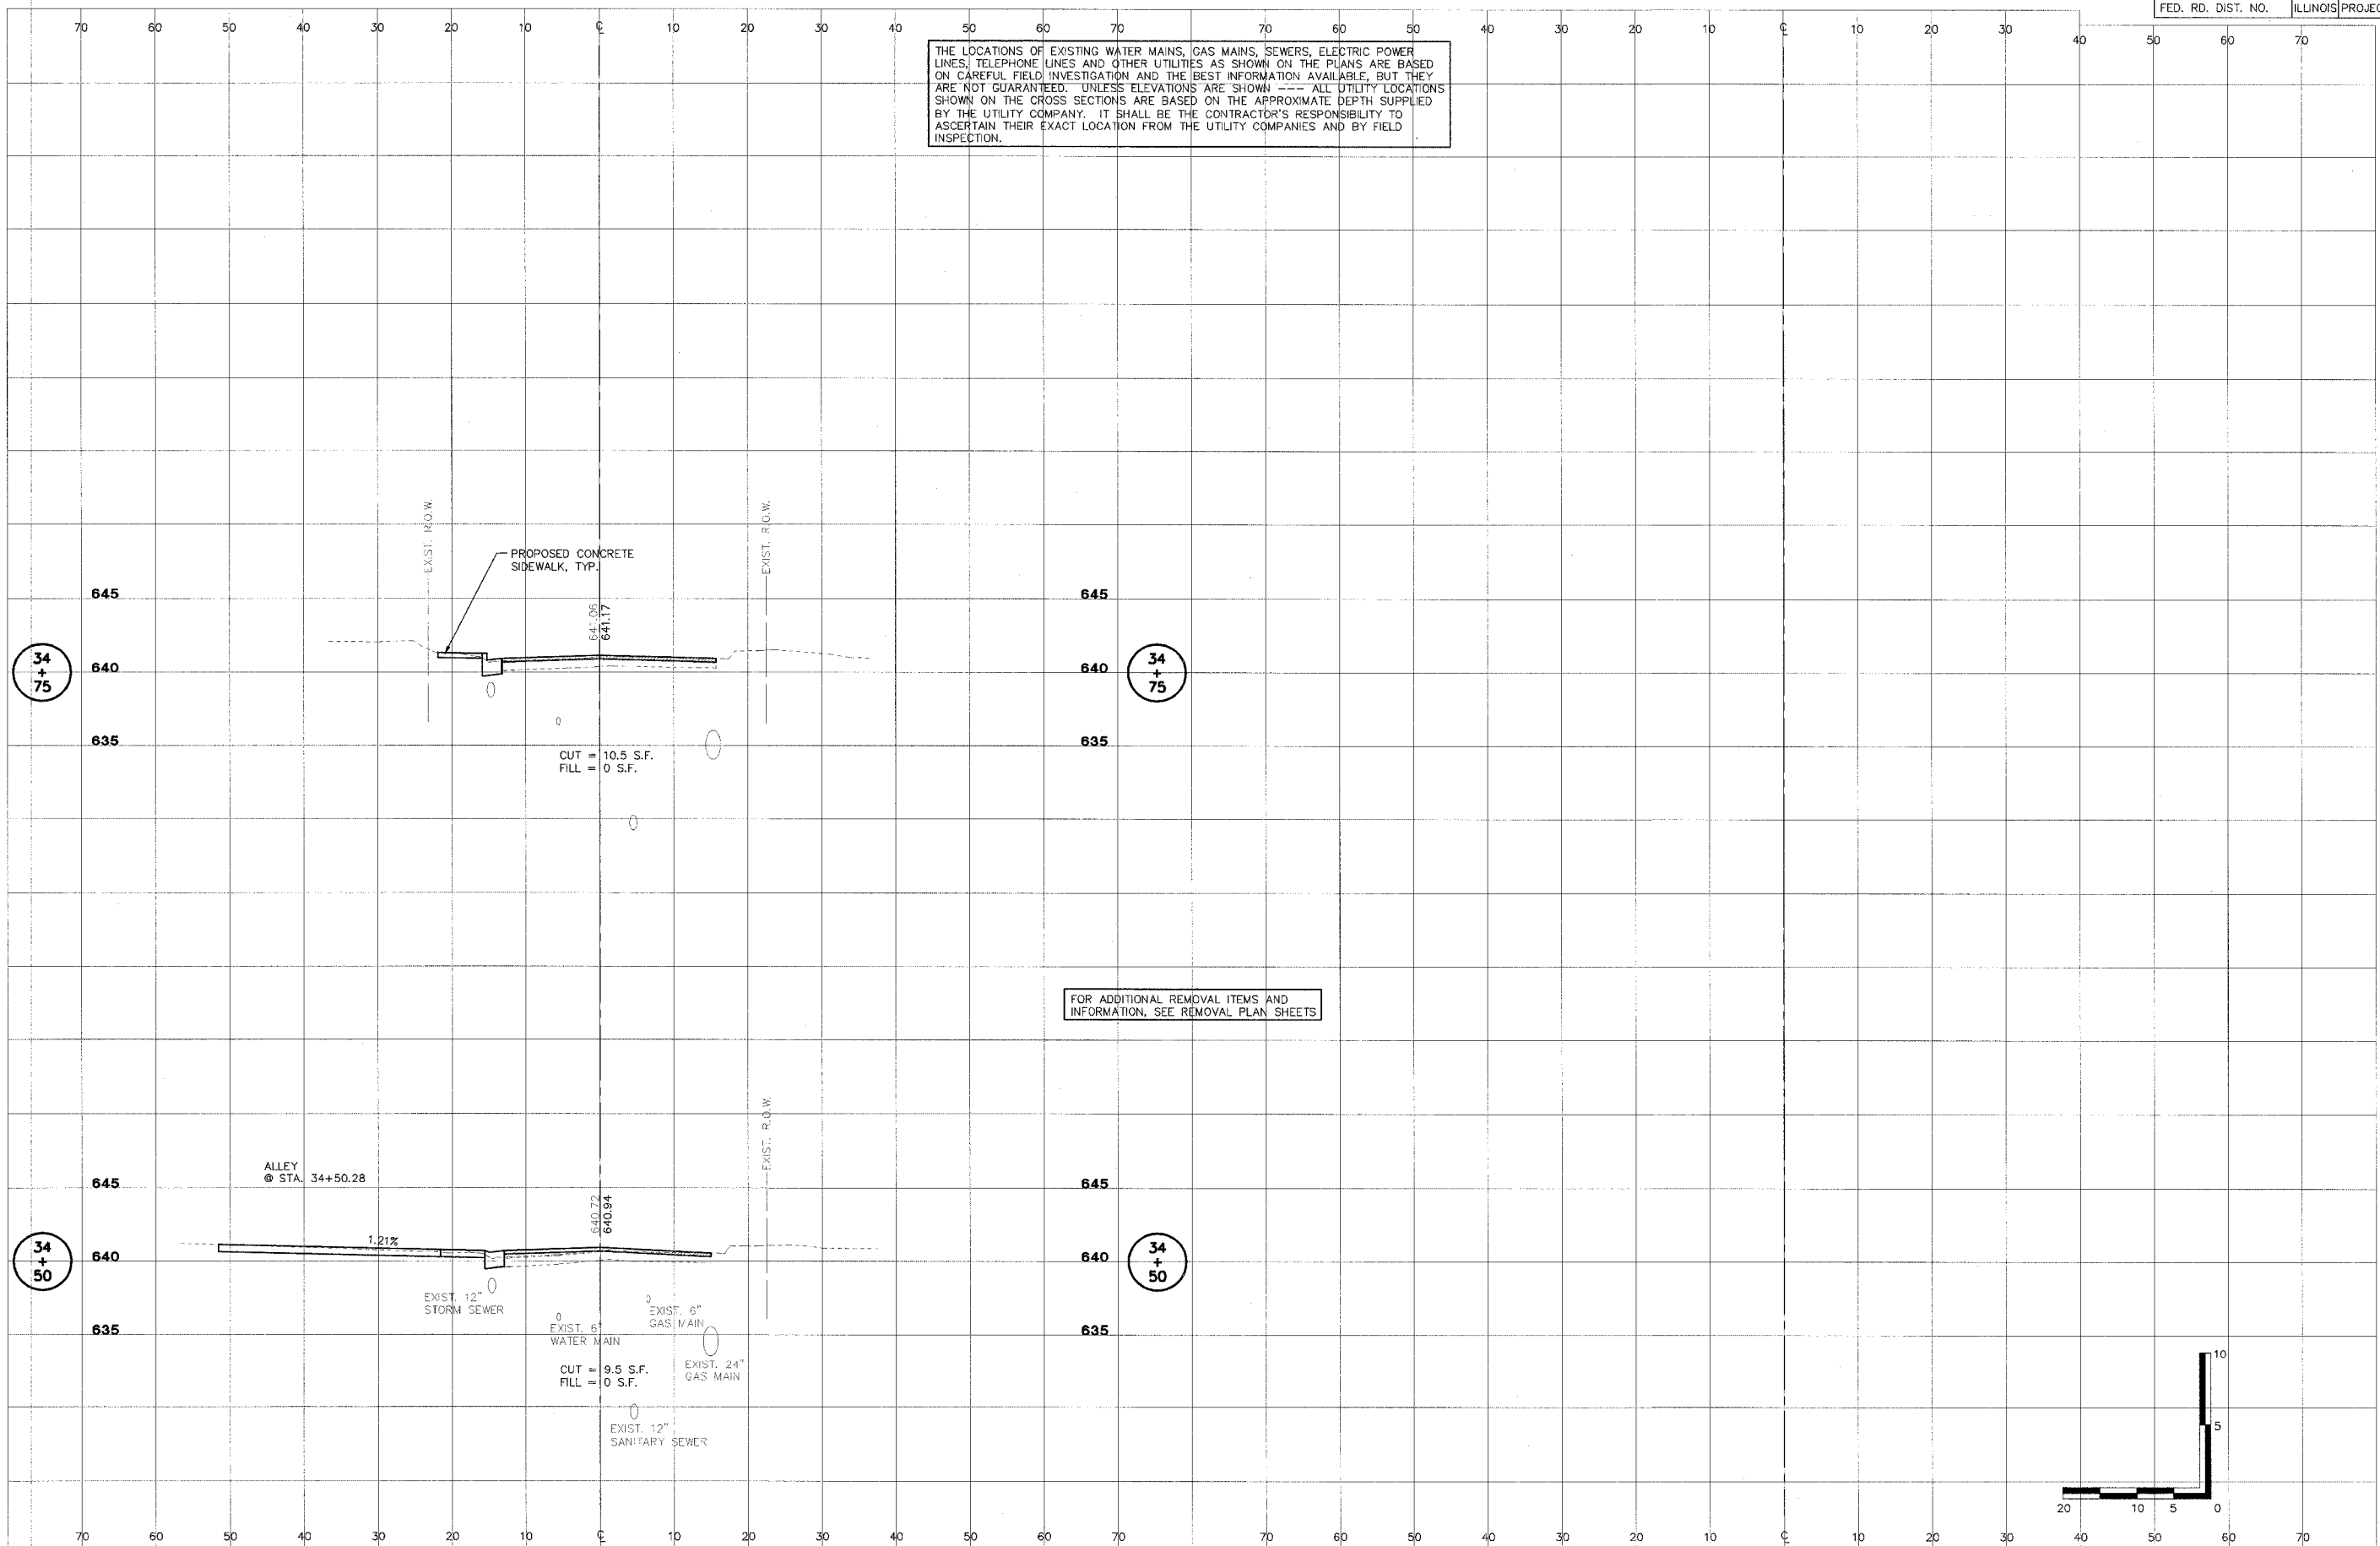 FED. RD. DIST. NO. ILLINOIS PROJEC
70 60 50 40 30 20 10 ℄ 10 20 30 40 50 60 70 70 60 50 40 30 20 10 ℄ 10 20 30 40 50 60 70
THE LOCATIONS OF EXISTING WATER MAINS, GAS MAINS, SEWERS, ELECTRIC POWER
LINES, TELEPHONE LINES AND OTHER UTILITIES AS SHOWN ON THE PLANS ARE BASED
ON CAREFUL FIELD INVESTIGATION AND THE BEST INFORMATION AVAILABLE, BUT THEY
ARE NOT GUARANTEED. UNLESS ELEVATIONS ARE SHOWN --- ALL UTILITY LOCATIONS
SHOWN ON THE CROSS SECTIONS ARE BASED ON THE APPROXIMATE DEPTH SUPPLIED
BY THE UTILITY COMPANY. IT SHALL BE THE CONTRACTOR'S RESPONSIBILITY TO
ASCERTAIN THEIR EXACT LOCATION FROM THE UTILITY COMPANIES AND BY FIELD
INSPECTION.
EXIST. R.O.W.
EXIST. R.O.W.
PROPOSED CONCRETE
SIDEWALK, TYP.
645 645
641.06
641.17
34
+
75
640 640
34
+
75
635 635
CUT = 10.5 S.F.
FILL = 0 S.F.
FOR ADDITIONAL REMOVAL ITEMS AND
INFORMATION, SEE REMOVAL PLAN SHEETS
EXIST. R.O.W.
ALLEY
@ STA. 34+50.28
645 645
640.72
640.94
1.21%
34
+
50
640 640
34
+
50
EXIST. 12"
STORM SEWER
EXIST. 6"
GAS MAIN
EXIST. 6"
WATER MAIN
635 635
EXIST. 24"
GAS MAIN
CUT = 9.5 S.F.
FILL = 0 S.F.
EXIST. 12"
SANITARY SEWER
10
5
20 10 5 0
70 60 50 40 30 20 10 ℄ 10 20 30 40 50 60 70 70 60 50 40 30 20 10 ℄ 10 20 30 40 50 60 70